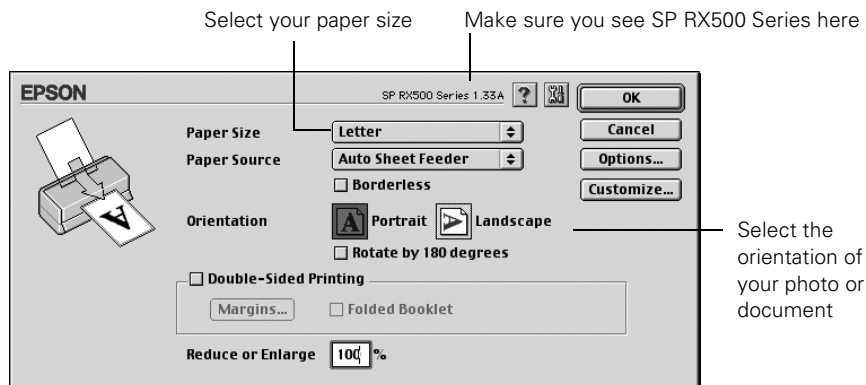 Select your paper size
Make sure you see SP RX500 Series here
EPSON
SP RX500 Series 1.33A
?
OK
Paper Size
Letter
Cancel
Paper Source
Auto Sheet Feeder
Options...
Borderless
Customize...
A
Orientation
A Portrait
A Landscape
Rotate by 180 degrees
Select the
orientation of
your photo or
document
Double-Sided Printing
Margins...
Folded Booklet
Reduce or Enlarge
100 %